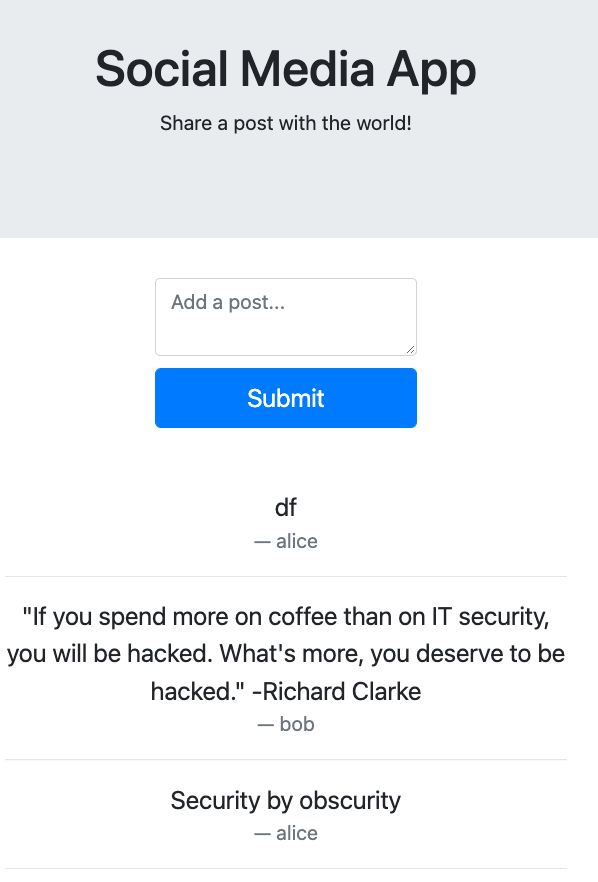 Social Media App
Share a post with the world!
Add a post...
Submit
df
— alice
"If you spend more on coffee than on IT security,
you will be hacked. What's more, you deserve to be
hacked." -Richard Clarke
— bob
Security by obscurity
— alice